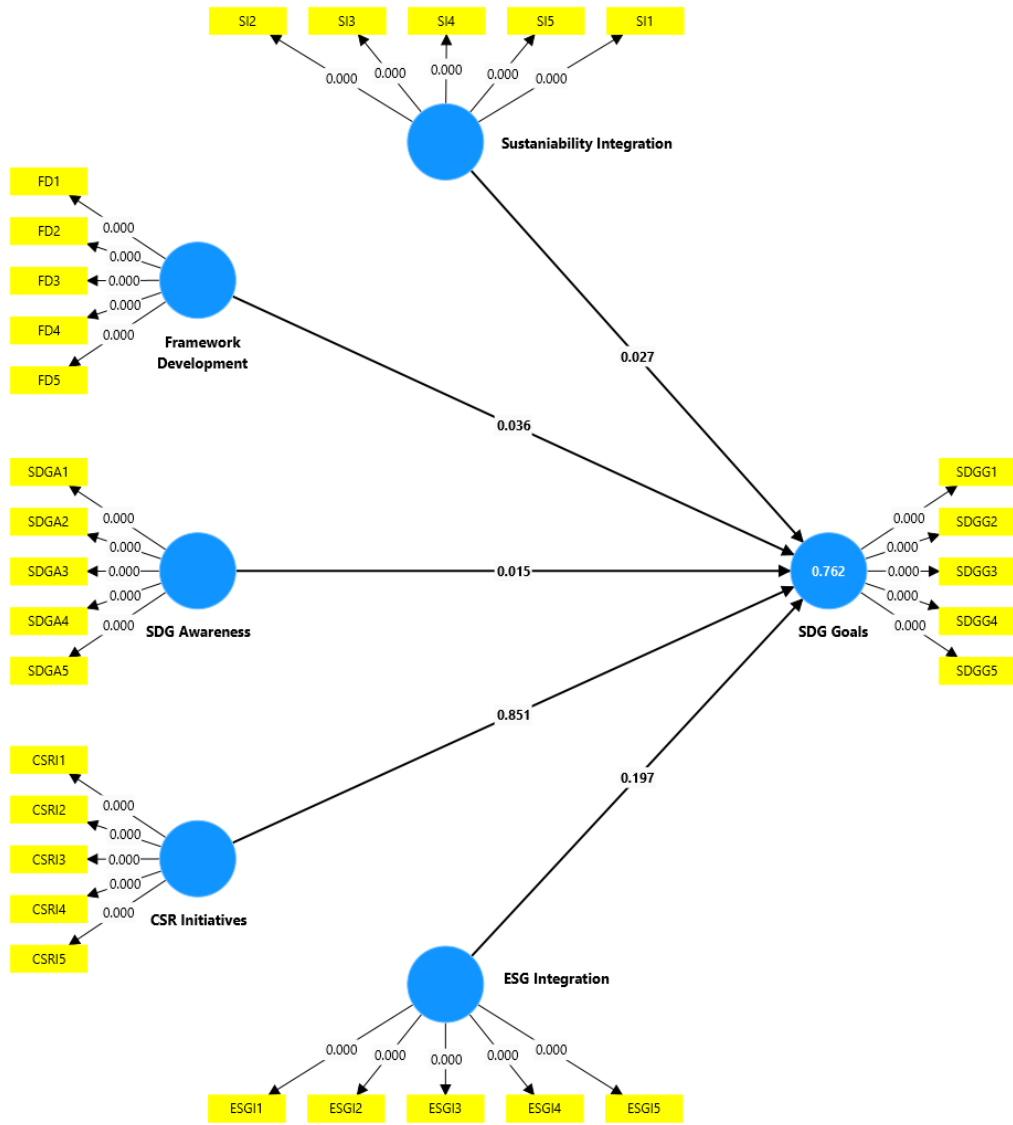 SI2
SI3
SI4
SI5
SI1
0.000
0.000
0.000
0.000
0.000
Sustaniability Integration
FD1
FD2
FD3
FD4
FD5
0.000
0.000
0.000
0.000
0.000
Framework
Development
0.027
0.036
SDGA1
SDGA2
SDGA3
SDGA4
SDGA5
0.000
0.000
0.000
0.000
0.000
SDG Awareness
0.015
0.762
SDG Goals
0.000
0.000
0.000
0.000
0.000
SDGG1
SDGG2
SDGG3
SDGG4
SDGG5
0.851
0.197
CSRI1
CSRI2
CSRI3
CSRI4
CSRI5
0.000
0.000
0.000
0.000
0.000
CSR Initiatives
ESG Integration
0.000
0.000
0.000
0.000
0.000
ESGI1
ESGI2
ESGI3
ESGI4
ESGI5